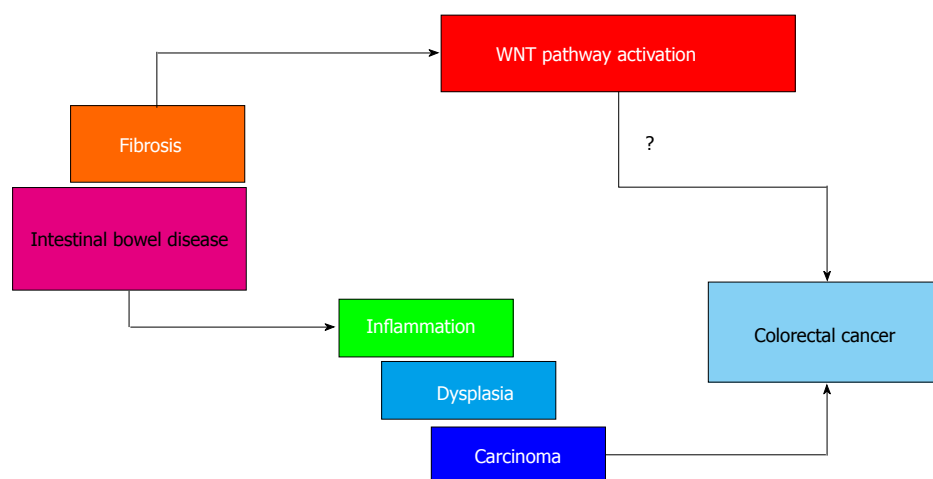 WNT pathway activation
Fibrosis
?
Intestinal bowel disease
Inflammation
Colorectal cancer
Dysplasia
Carcinoma